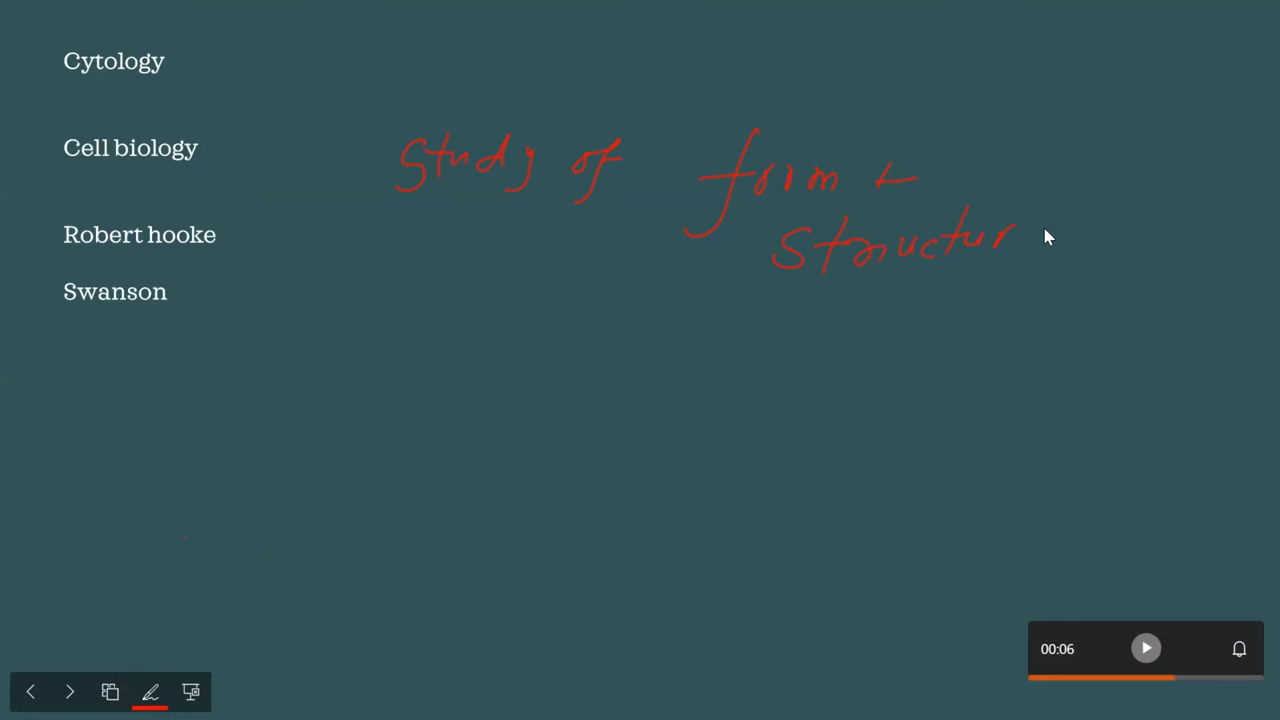 Cytology
Cell biology
Study of form +
Structur
Robert hooke
Swanson
00:06